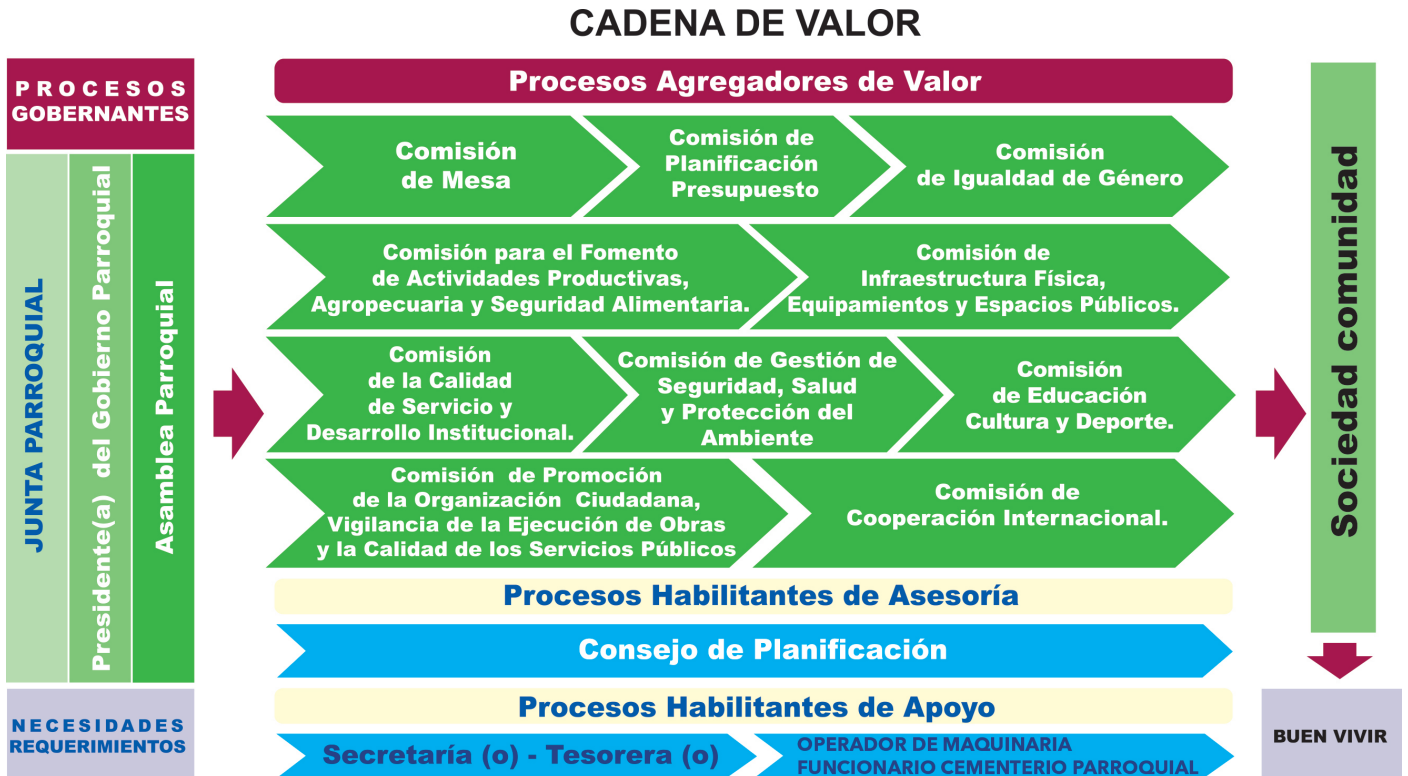 CADENA DE VALOR
PROCESOS
GOBERNANTES
JUNTA PARROQUIAL
Presidente(a) del Gobierno Parroquial
Asamblea Parroquial
NECESIDADES
REQUERIMIENTOS
Procesos Agregadores de Valor
Comisión
de Mesa
Comisión de
Planificación
Presupuesto
Comisión
de Igualdad de Género
Comisión para el Fomento
de Actividades Productivas,
Agropecuaria y Seguridad Alimentaria.
Comisión de
Infraestructura Física,
Equipamientos y Espacios Públicos.
Comisión
de la Calidad
de Servicio y
Desarrollo Institucional.
Comisión de Gestión de
Seguridad, Salud
y Protección del
Ambiente
Comisión
de Educación
Cultura y Deporte.
Comisión de Promoción
de la Organización Ciudadana,
Vigilancia de la Ejecución de Obras
y la Calidad de los Servicios Públicos
Comisión de
Cooperación Internacional.
Procesos Habilitantes de Asesoría
Consejo de Planificación
Procesos Habilitantes de Apoyo
Secretaría (o) - Tesorera (o)
OPERADOR DE MAQUINARIA
FUNCIONARIO CEMENTERIO PARROQUIAL
Sociedad comunidad
BUEN VIVIR